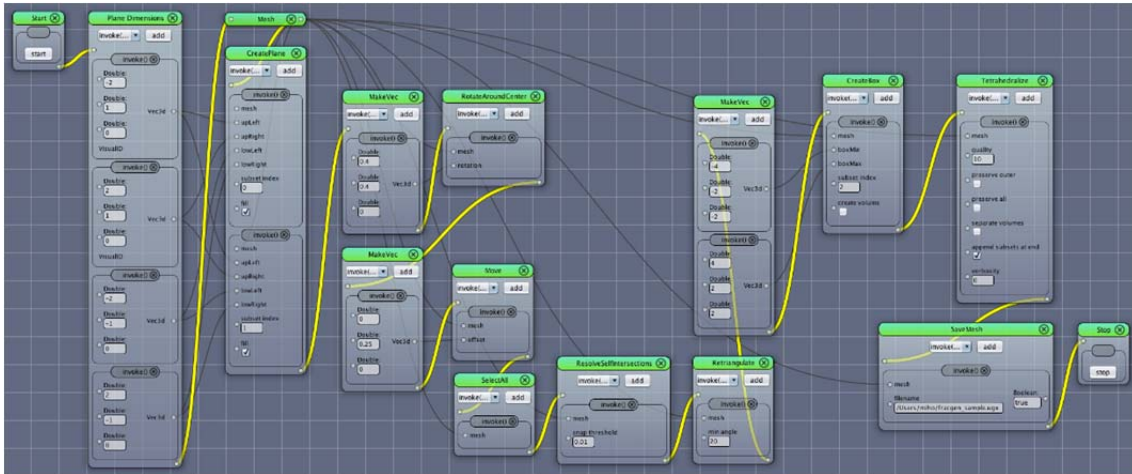 Start
start
Plane Dimensions
invoke(...
add
invoke()
Double:
-2
Double:
1
Double:
0
Vec3d
VisualID
invoke()
Double:
2
Double:
1
Double:
0
Vec3d
VisualID
invoke()
Double:
-2
Double:
-1
Double:
0
Vec3d
invoke()
Double:
2
Double:
-1
Double:
0
Vec3d
Mesh
CreatePlane
invoke(...
add
invoke()
mesh
upLeft
upRight
lowLeft
lowRight
subset index
0
fill
invoke()
mesh
upLeft
upRight
lowLeft
lowRight
subset index
1
fill
MakeVec
invoke(...
add
invoke()
Double:
0.4
Double:
0.4
Double:
0
Vec3d
RotateAroundCenter
invoke(...
add
invoke()
mesh
rotation
MakeVec
invoke(...
add
invoke()
Double:
0
Double:
0.25
Double:
0
Vec3d
Move
invoke(...
add
invoke()
mesh
offset
SelectAll
invoke(...
add
invoke()
mesh
ResolveSelfIntersections
invoke(...
add
invoke()
mesh
snap threshold
0.01
Retriangulate
invoke(...
add
invoke()
mesh
min angle
20
MakeVec
invoke(...
add
invoke()
Double:
-4
Double:
-2
Double:
-2
Vec3d
invoke()
Double:
4
Double:
2
Double:
2
Vec3d
CreateBox
invoke(...
add
invoke()
mesh
boxMin
boxMax
subset index
2
create volume
Tetrahedralize
invoke(...
add
invoke()
mesh
quality
10
preserve outer
preserve all
separate volumes
append subsets at end
verbosity
0
SaveMesh
invoke(...
add
invoke()
mesh
filename
Boolean
true
Stop
stop